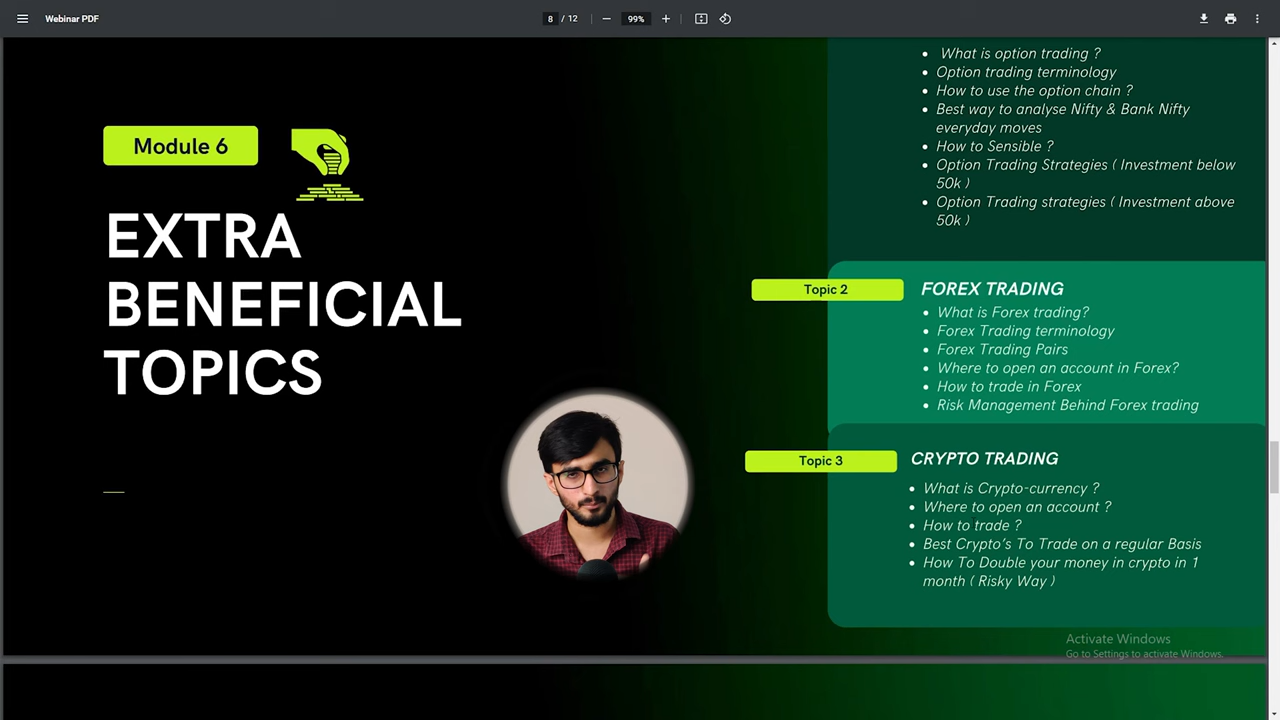 Webinar PDF
8 / 12
99%
What is option trading ?
Option trading terminology
How to use the option chain ?
Best way to analyse Nifty & Bank Nifty
everyday moves
How to Sensible ?
Option Trading Strategies ( Investment below
50k )
Option Trading strategies ( Investment above
50k )
Module 6
EXTRA
BENEFICIAL
TOPICS
Topic 2
FOREX TRADING
What is Forex trading?
Forex Trading terminology
Forex Trading Pairs
Where to open an account in Forex?
How to trade in Forex
Risk Management Behind Forex trading
Topic 3
CRYPTO TRADING
What is Crypto-currency ?
Where to open an account ?
How to trade ?
Best Crypto's To Trade on a regular Basis
How To Double your money in crypto in 1
month ( Risky Way )
Activate Windows
Go to Settings to activate Windows.